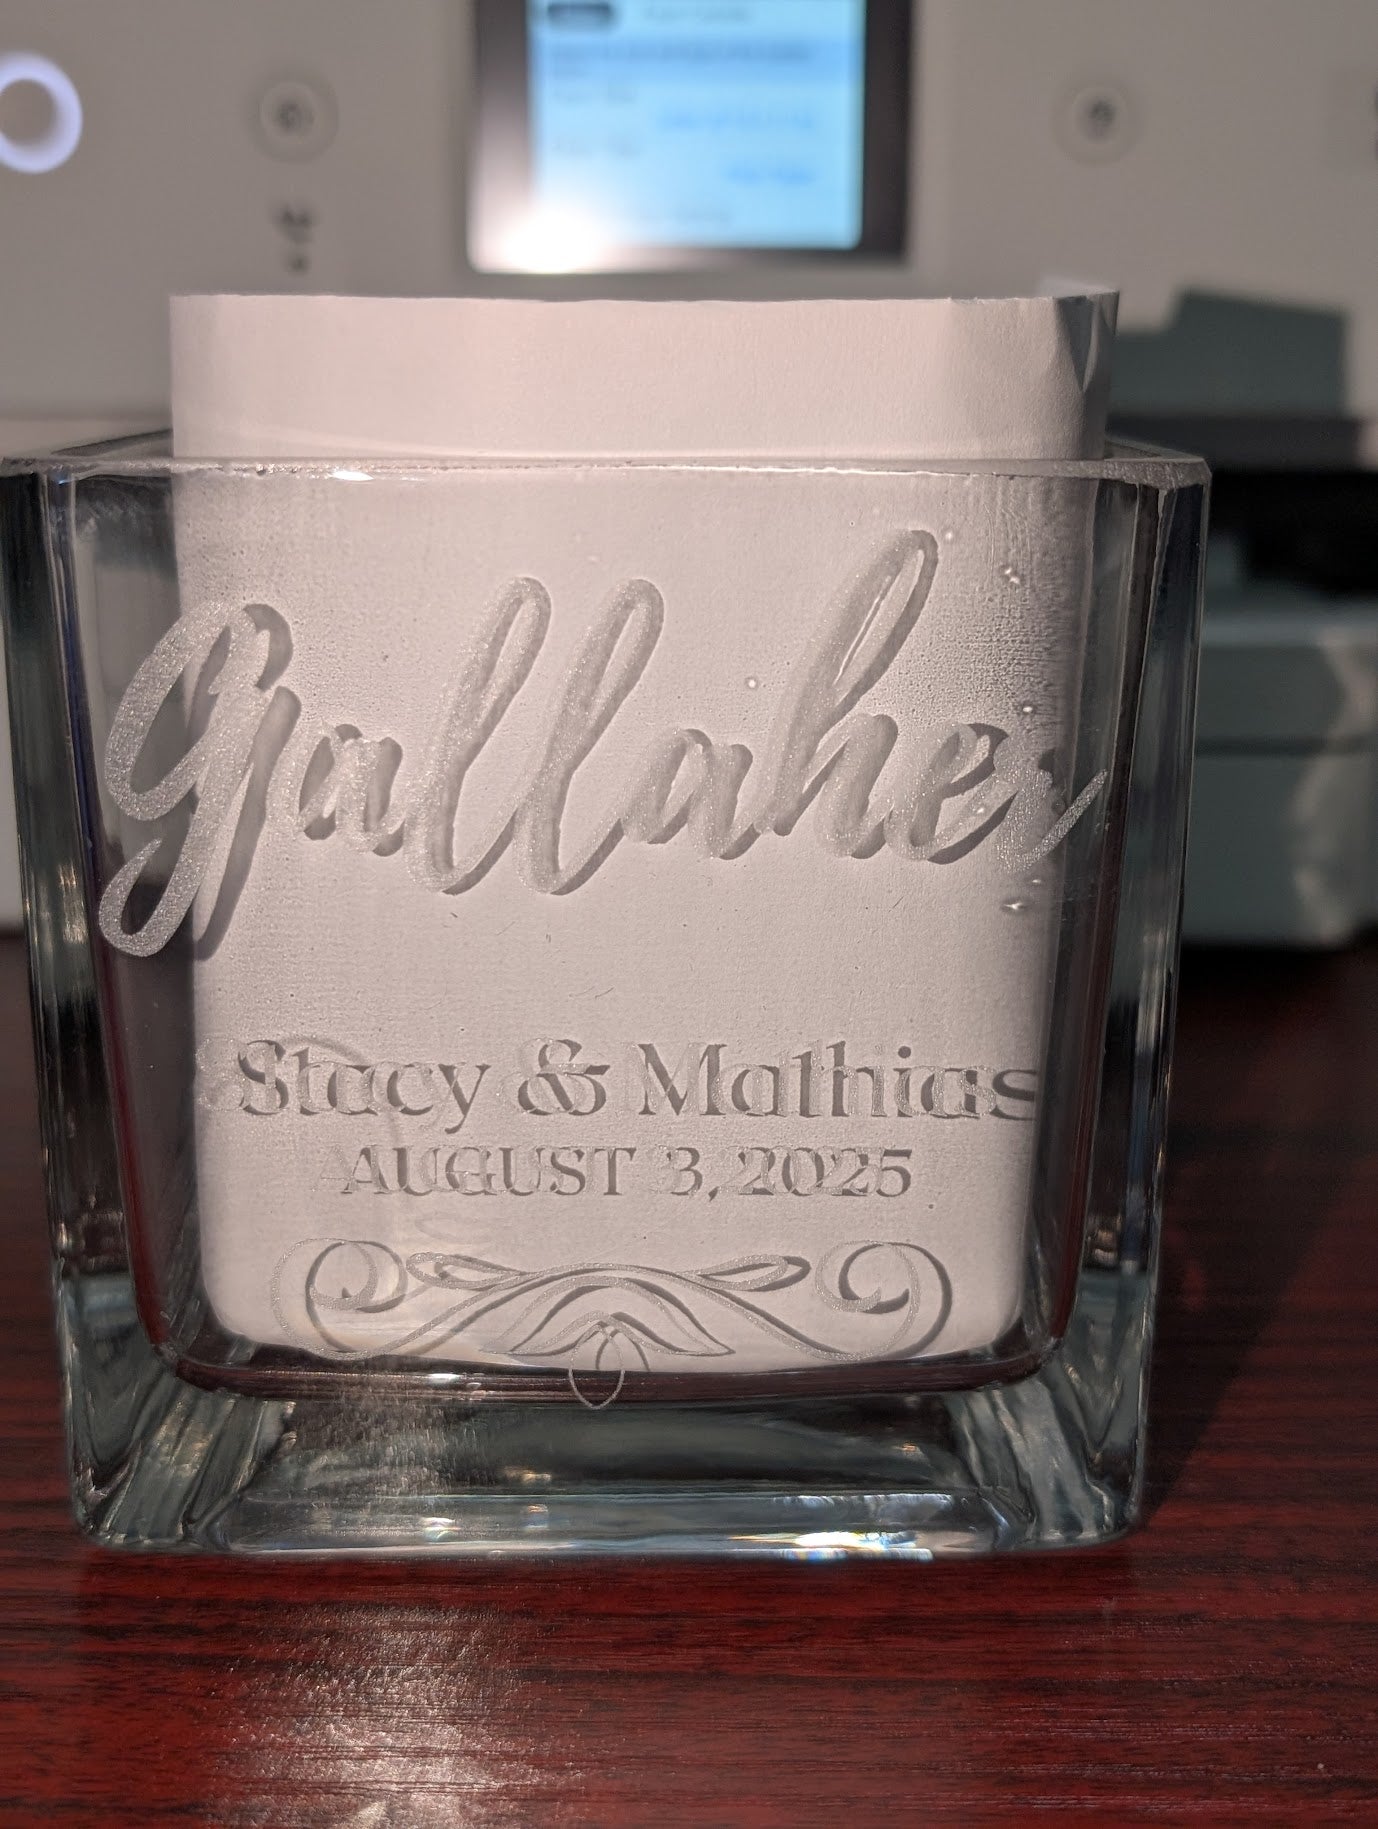 Gallaher
Stacy & Mathias
AUGUST 3, 2025